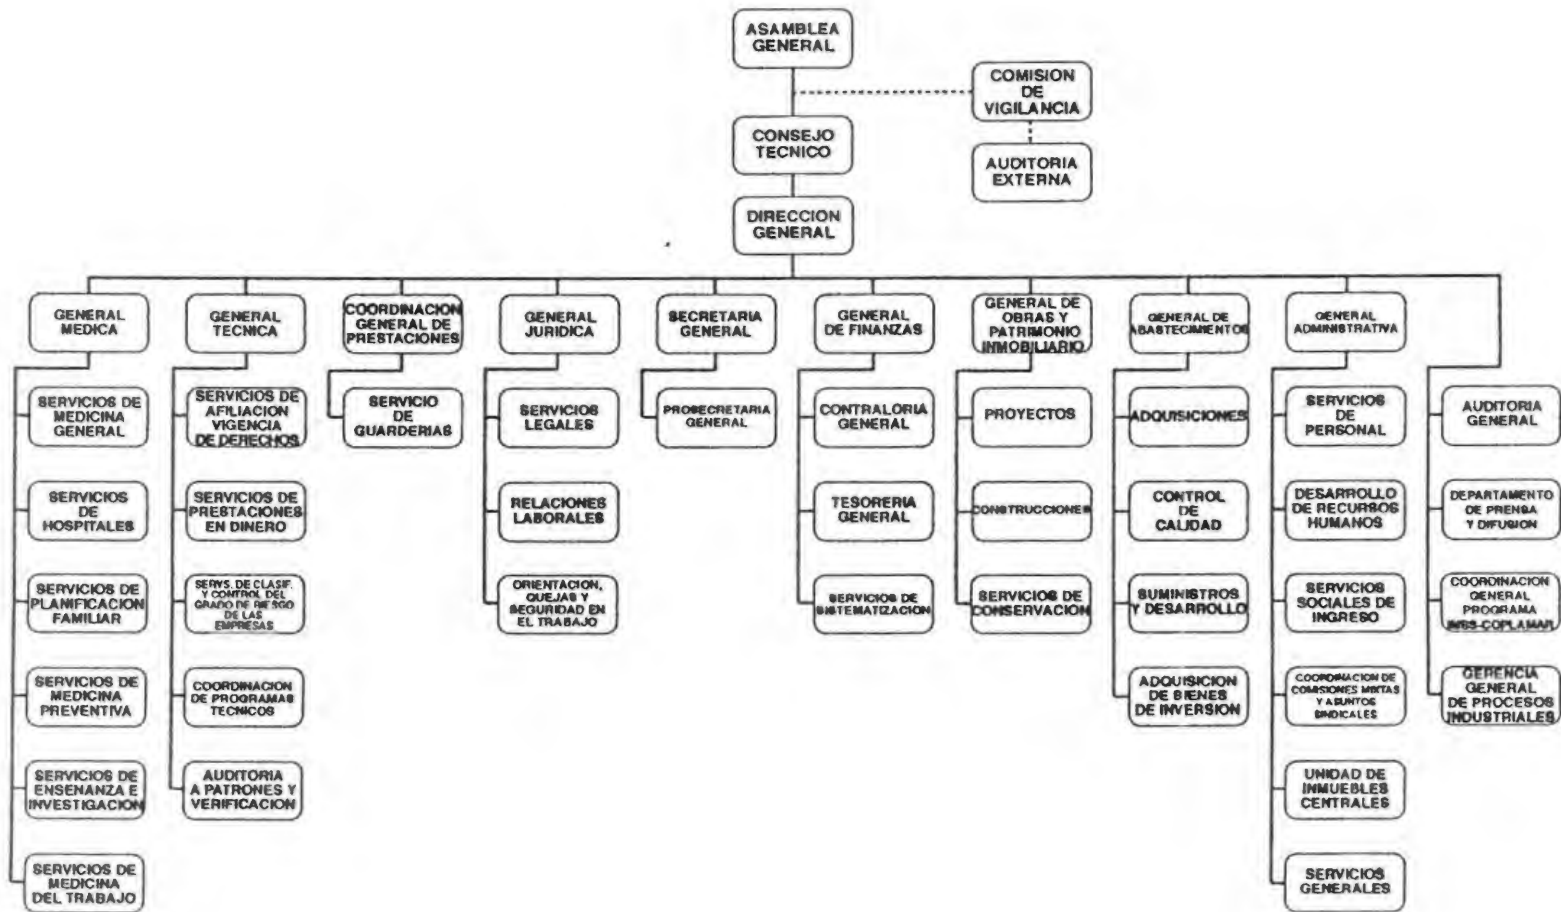 ASAMBLEA
GENERAL
COMISION
DE
VIGILANCIA
CONSEJO
TECNICO
AUDITORIA
EXTERNA
DIRECCION
GENERAL
GENERAL
MEDICA
GENERAL
TECNICA
COORDINACION
GENERAL DE
PRESTACIONES
GENERAL
JURIDICA
SECRETARIA
GENERAL
GENERAL
DE FINANZAS
GENERAL DE
OBRAS Y
PATRIMONIO
INMOBILIARIO
GENERAL
DE
ABASTECIMIENTOS
GENERAL
ADMINISTRATIVA
SERVICIOS DE
MEDICINA
GENERAL
SERVICIOS
DE
HOSPITALES
SERVICIOS DE
PLANIFICACION
FAMILIAR
SERVICIOS DE
MEDICINA
PREVENTIVA
SERVICIOS DE
ENSENANZA E
INVESTIGACION
SERVICIOS DE
MEDICINA
DEL TRABAJO
SERVICIOS DE
AFILIACION
VIGENCIA
DE DERECHOS
SERVICIOS DE
PRESTACIONES
EN DINERO
SERVS. DE CLASIF.
Y CONTROL DEL
GRADO DE RIESGO
DE LAS
EMPRESAS
COORDINACION
DE PROGRAMAS
TECNICOS
AUDITORIA
A PATRONES Y
VERIFICACION
SERVICIO
DE
GUARDERIAS
SERVICIOS
LEGALES
RELACIONES
LABORALES
ORIENTACION,
QUEJAS Y
SEGURIDAD EN
EL TRABAJO
PROSECRETARIA
GENERAL
CONTRALORIA
GENERAL
TESORERIA
GENERAL
SERVICIOS DE
SISTEMATIZACION
PROYECTOS
CONSTRUCCIONES
SERVICIOS DE
CONSERVACION
ADQUISICIONES
CONTROL
DE
CALIDAD
SUMINISTROS
Y DESARROLLO
ADQUISICION
DE BIENES
DE INVERSION
SERVICIOS
DE
PERSONAL
DESARROLLO
DE RECURSOS
HUMANOS
SERVICIOS
SOCIALES DE
INGRESO
COORDINACION DE
COMISIONES MIXTAS
Y ASUNTOS
SINDICALES
UNIDAD DE
INMUEBLES
CENTRALES
SERVICIOS
GENERALES
AUDITORIA
GENERAL
DEPARTAMENTO
DE PRENSA
Y DIFUSION
COORDINACION
GENERAL
PROGRAMA
IMSS-COPLAMAR
GERENCIA
GENERAL
DE PROCESOS
INDUSTRIALES